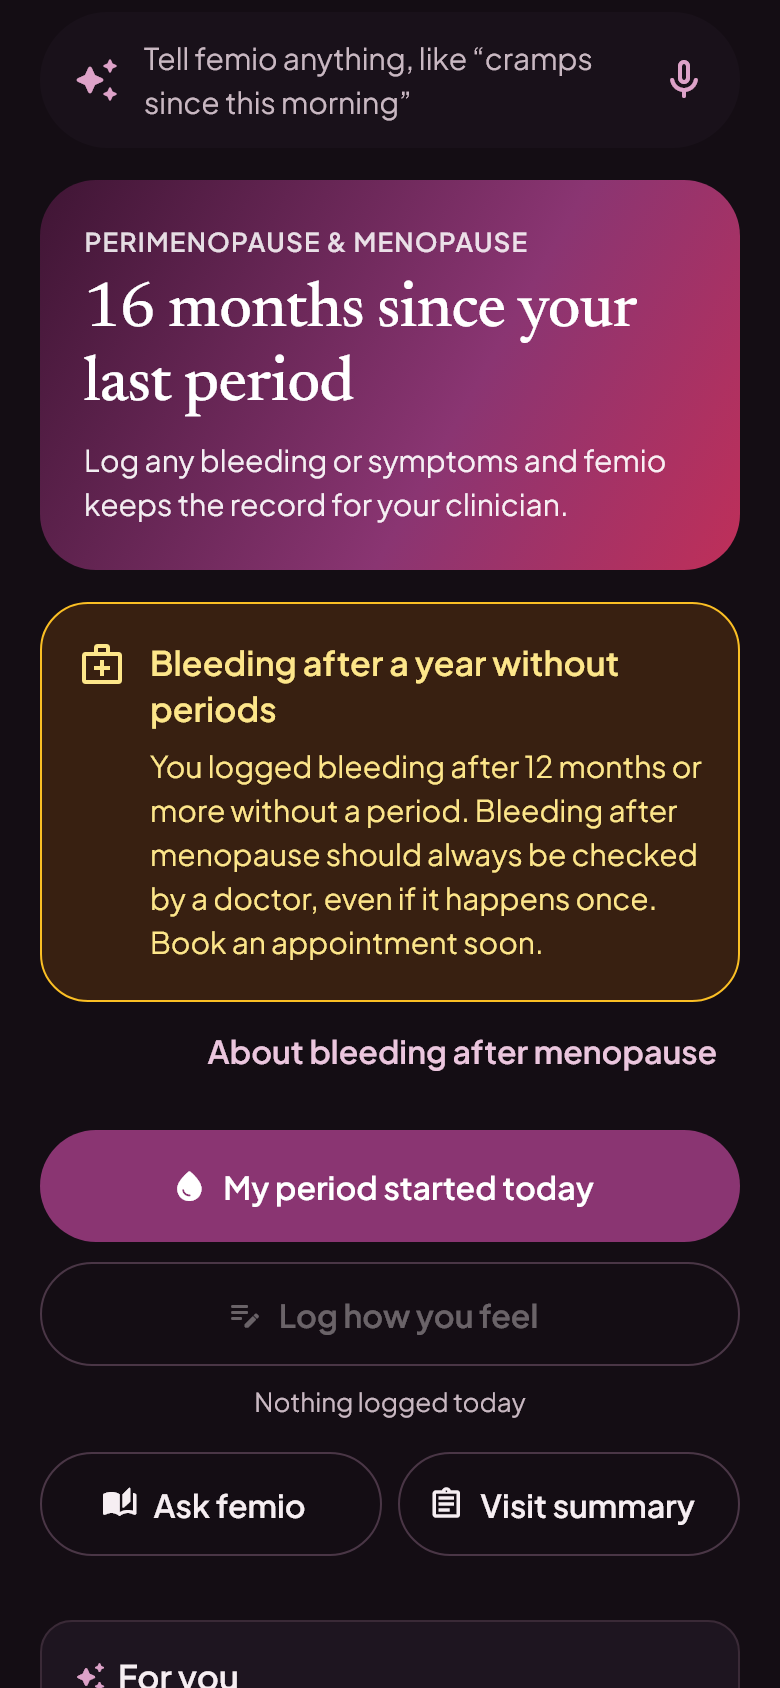 Tell femio anything, like “cramps
since this morning”
PERIMENOPAUSE & MENOPAUSE
16 months since your
last period
Log any bleeding or symptoms and femio
keeps the record for your clinician.
Bleeding after a year without
periods
You logged bleeding after 12 months or
more without a period. Bleeding after
menopause should always be checked
by a doctor, even if it happens once.
Book an appointment soon.
About bleeding after menopause
My period started today
Log how you feel
Nothing logged today
Ask femio
Visit summary
For you